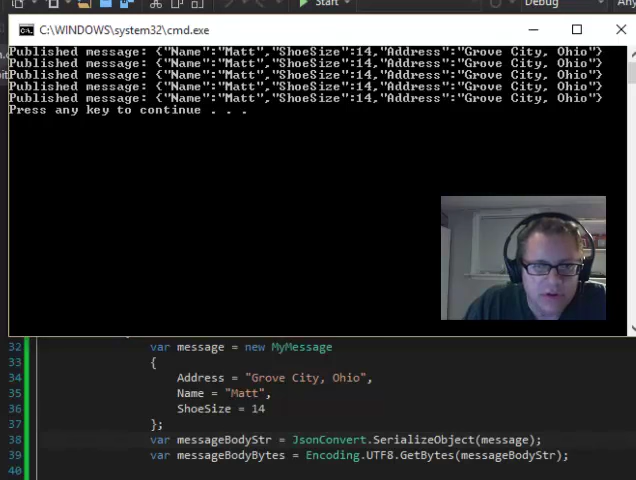 Start
Debug
C:\WINDOWS\system32\cmd.exe
Published message: {"Name":"Matt","ShoeSize":14,"Address":"Grove City, Ohio"}
Published message: {"Name":"Matt","ShoeSize":14,"Address":"Grove City, Ohio"}
Published message: {"Name":"Matt","ShoeSize":14,"Address":"Grove City, Ohio"}
Published message: {"Name":"Matt","ShoeSize":14,"Address":"Grove City, Ohio"}
Published message: {"Name":"Matt","ShoeSize":14,"Address":"Grove City, Ohio"}
Press any key to continue . . .
32 var message = new MyMessage
33 {
34 Address = "Grove City, Ohio",
35 Name = "Matt",
36 ShoeSize = 14
37 };
38 var messageBodyStr = JsonConvert.SerializeObject(message);
39 var messageBodyBytes = Encoding.UTF8.GetBytes(messageBodyStr);
40